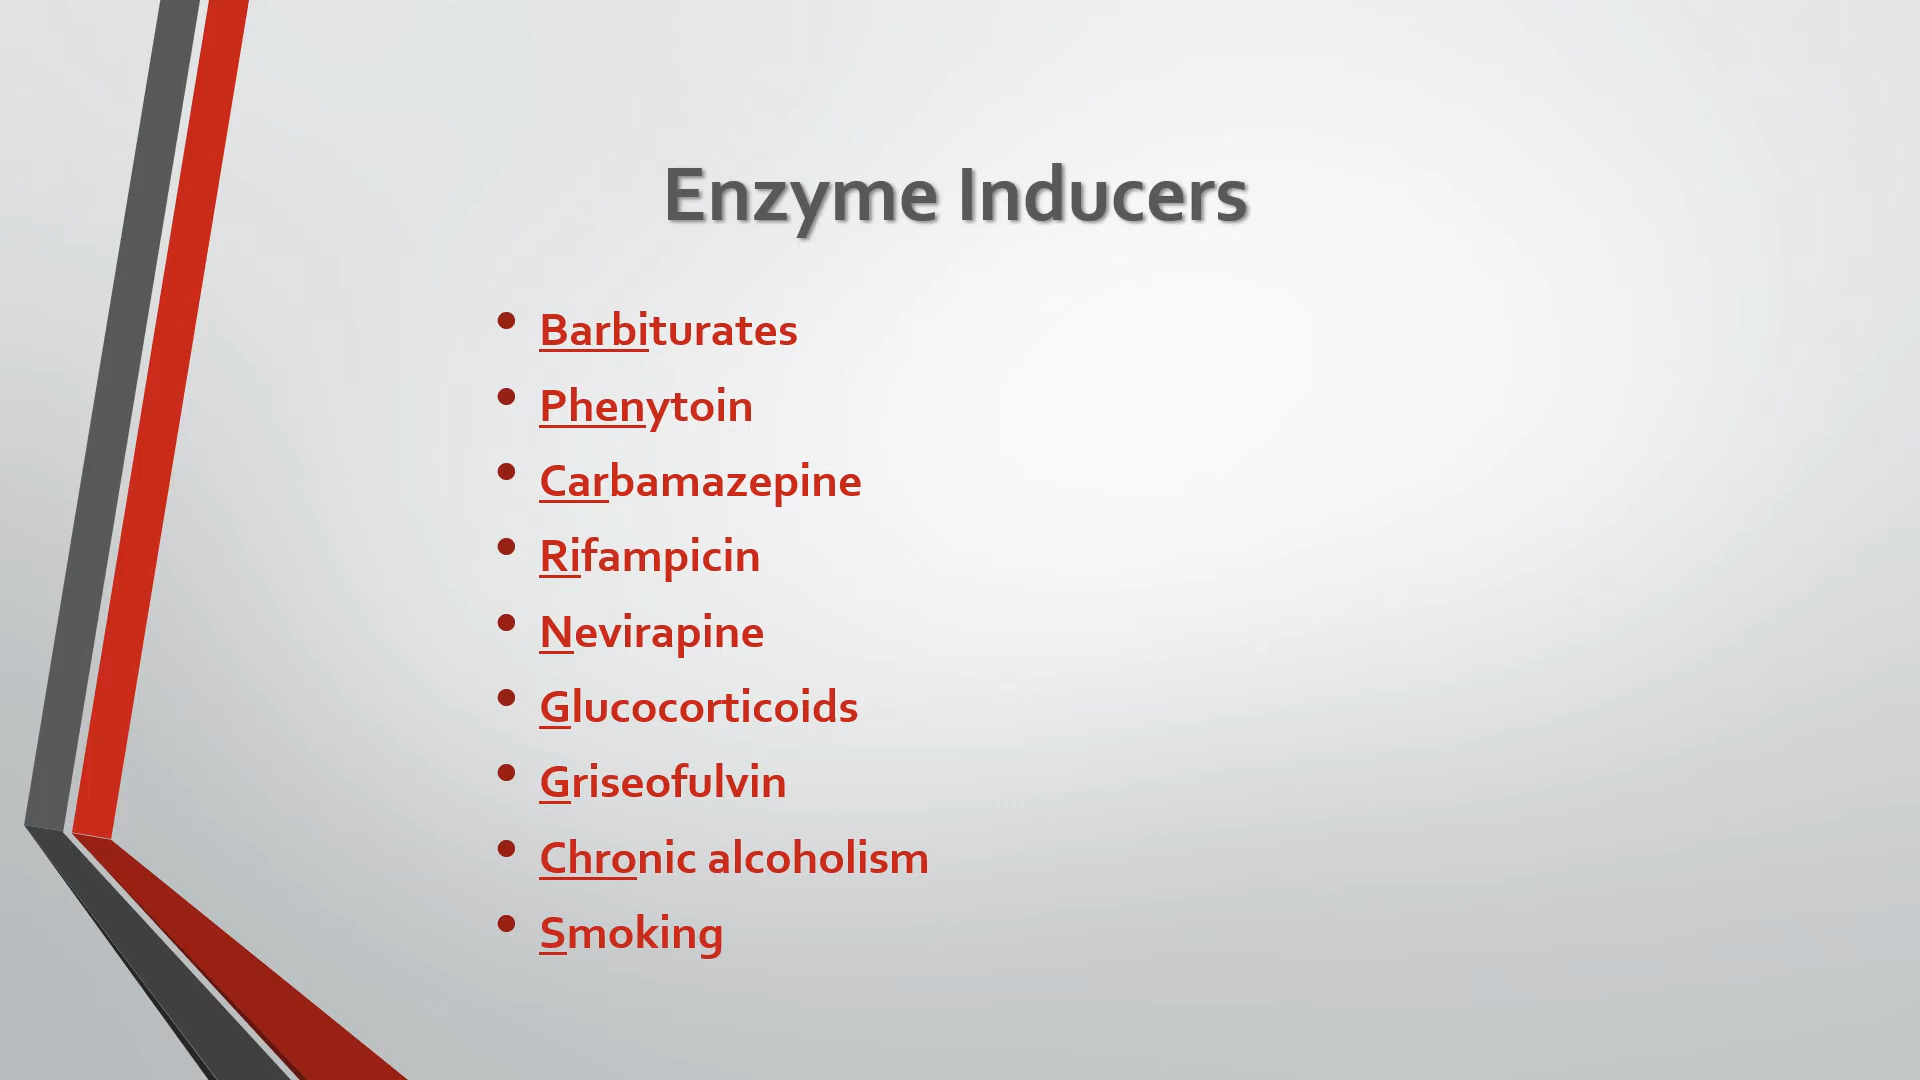 Enzyme Inducers
• Barbiturates
• Phenytoin
• Carbamazepine
• Rifampicin
• Nevirapine
• Glucocorticoids
• Griseofulvin
• Chronic alcoholism
• Smoking